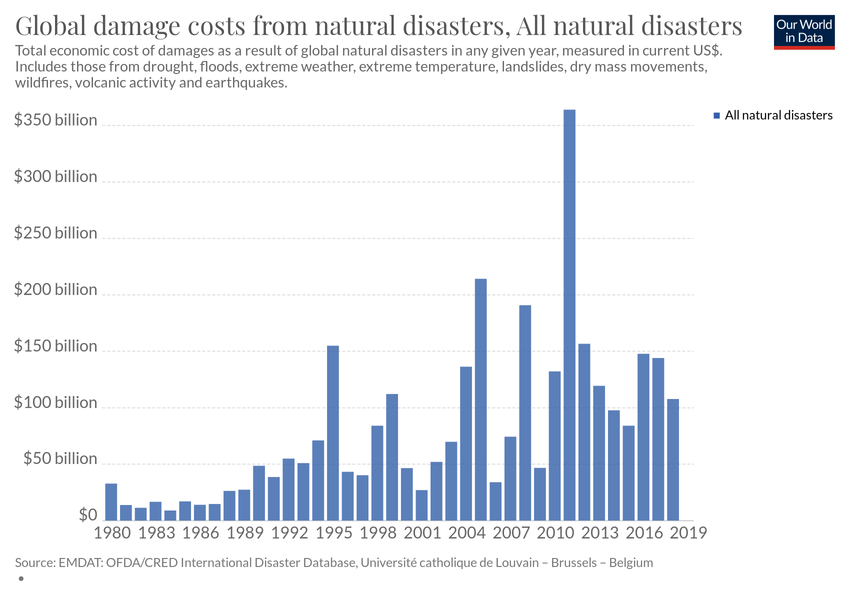 Global damage costs from natural disasters, All natural disasters
Our World
in Data
Total economic cost of damages as a result of global natural disasters in any given year, measured in current US$.
Includes those from drought, floods, extreme weather, extreme temperature, landslides, dry mass movements,
wildfires, volcanic activity and earthquakes.
All natural disasters
$350 billion
$300 billion
$250 billion
$200 billion
$150 billion
$100 billion
$50 billion
$0
1980 1983 1986 1989 1992 1995 1998 2001 2004 2007 2010 2013 2016 2019
Source: EMDAT: OFDA/CRED International Disaster Database, Université catholique de Louvain – Brussels – Belgium
•